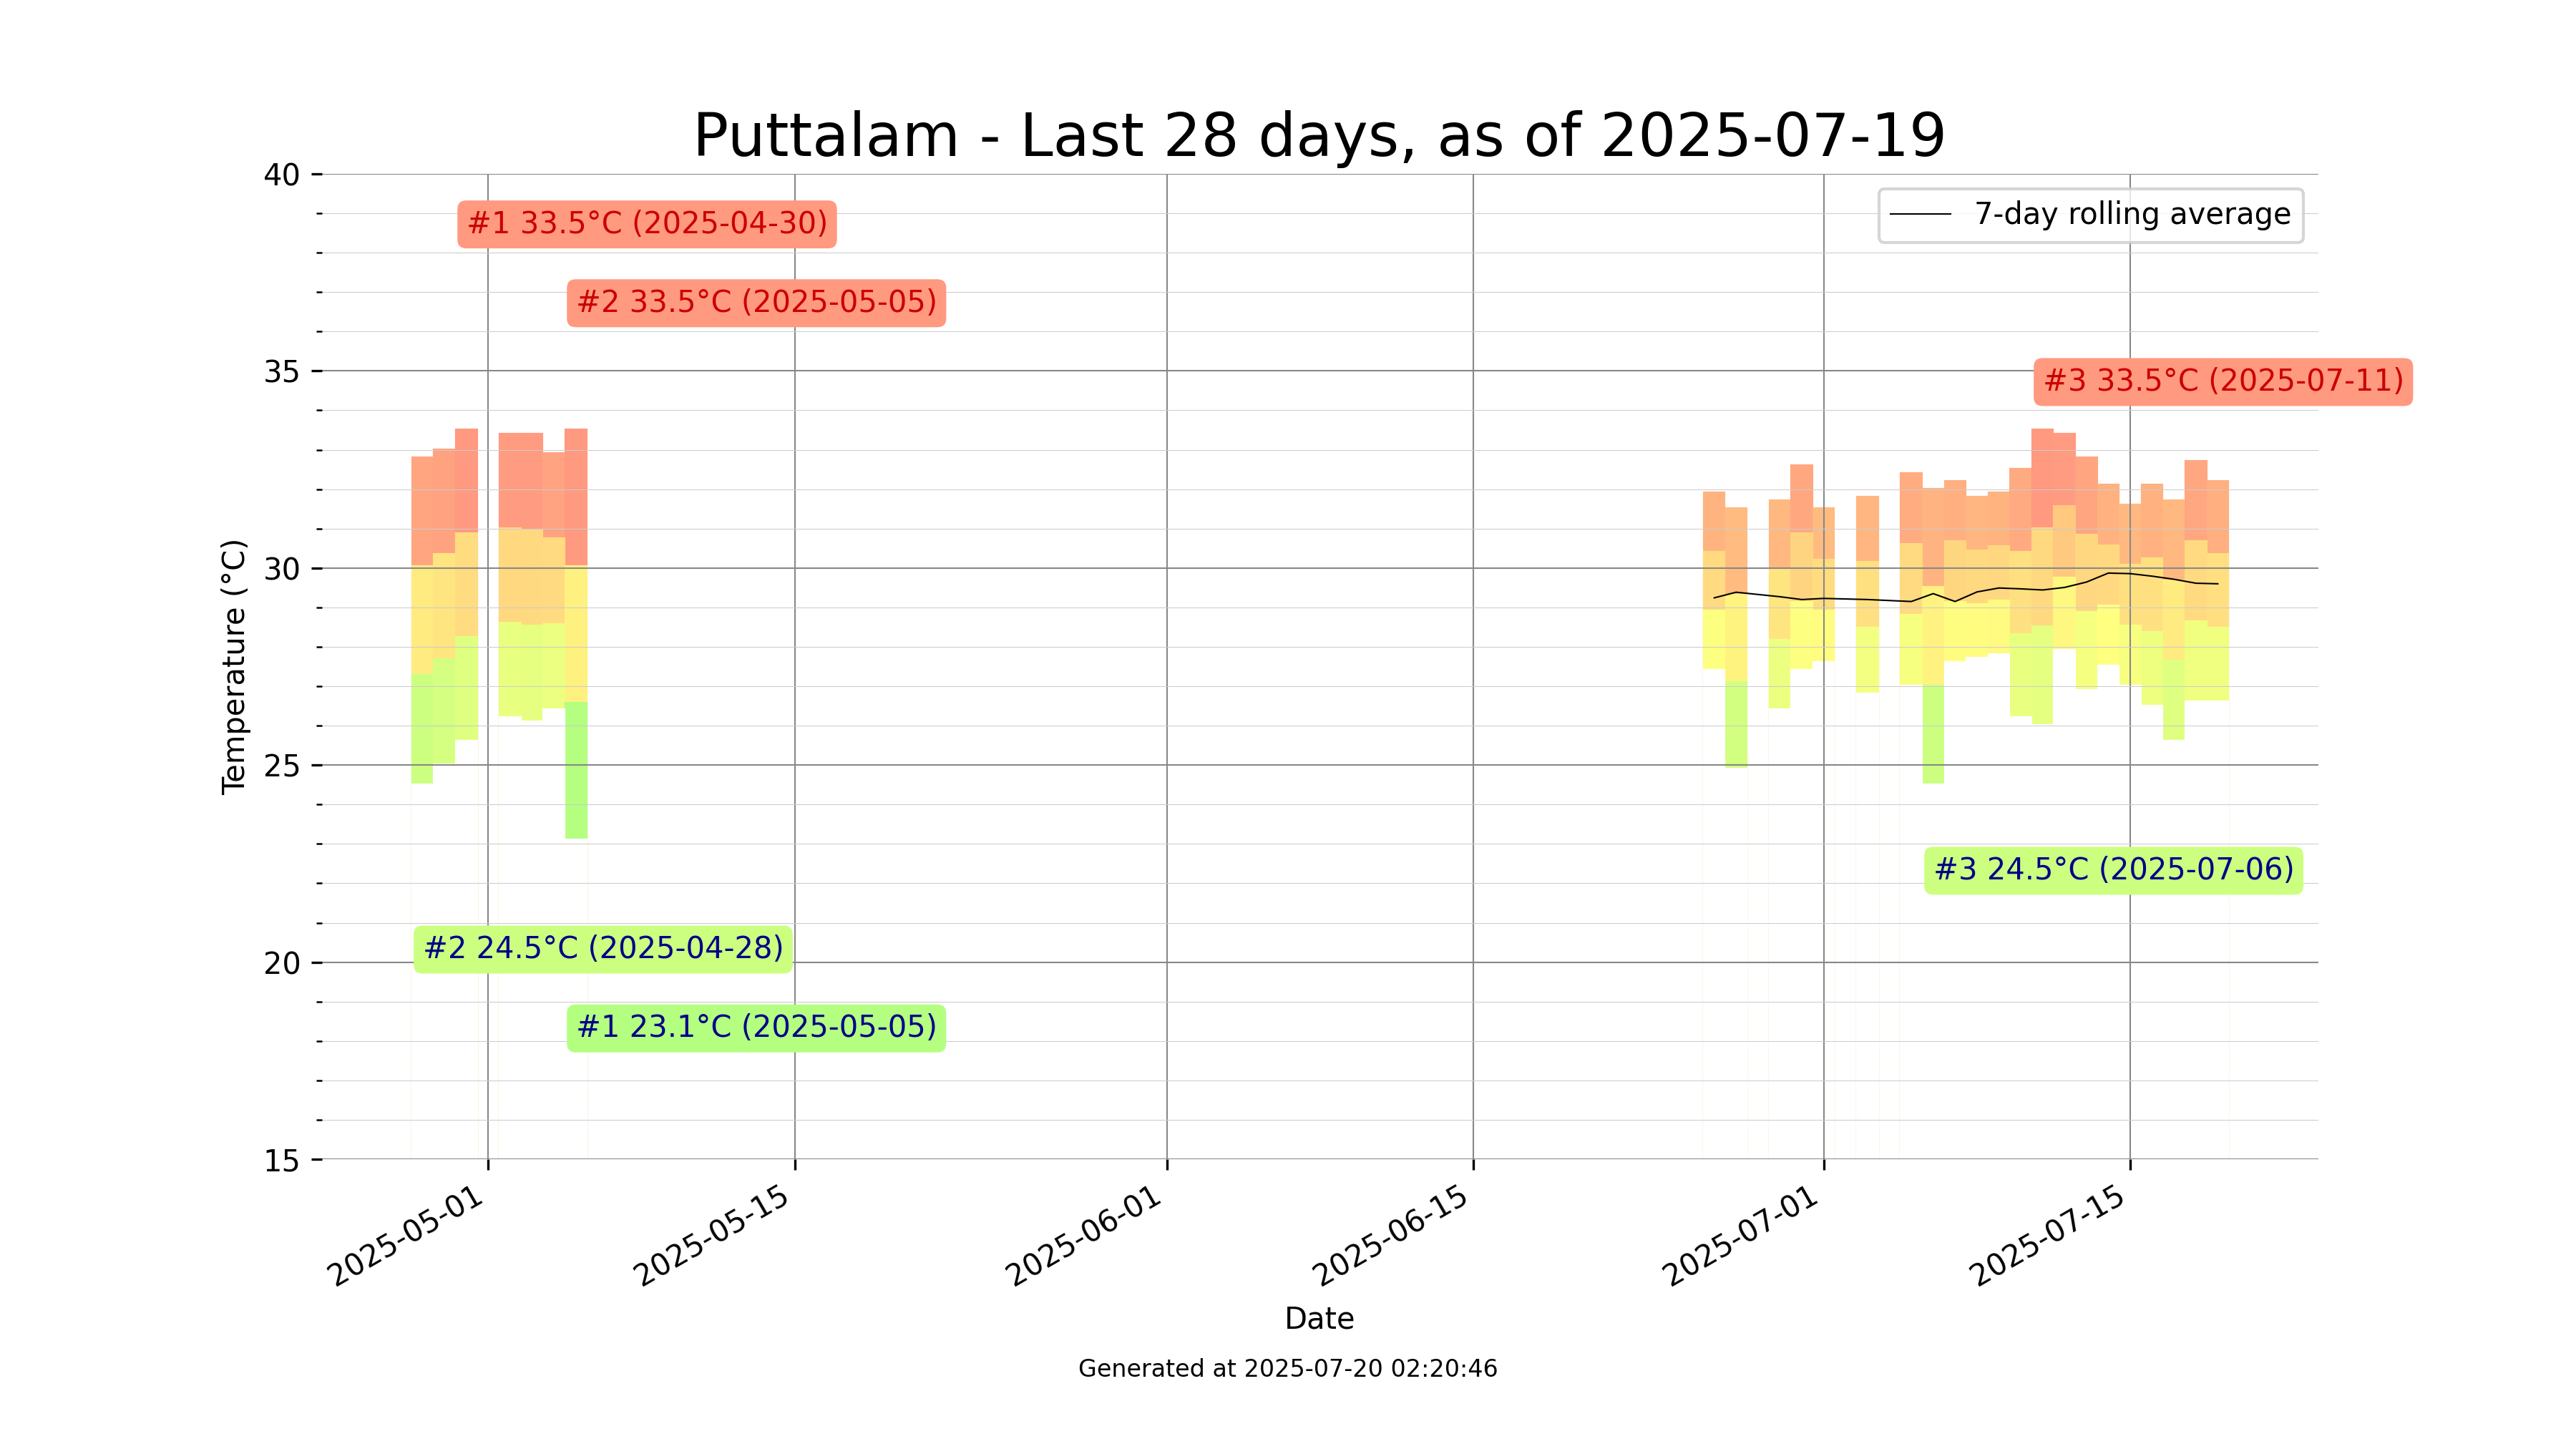 Puttalam - Last 28 days, as of 2025-07-19
40
35
30
25
20
15
Temperature (°C)
7-day rolling average
#1 33.5°C (2025-04-30)
#2 33.5°C (2025-05-05)
#3 33.5°C (2025-07-11)
#3 24.5°C (2025-07-06)
#2 24.5°C (2025-04-28)
#1 23.1°C (2025-05-05)
2025-05-01
2025-05-15
2025-06-01
2025-06-15
2025-07-01
2025-07-15
Date
Generated at 2025-07-20 02:20:46